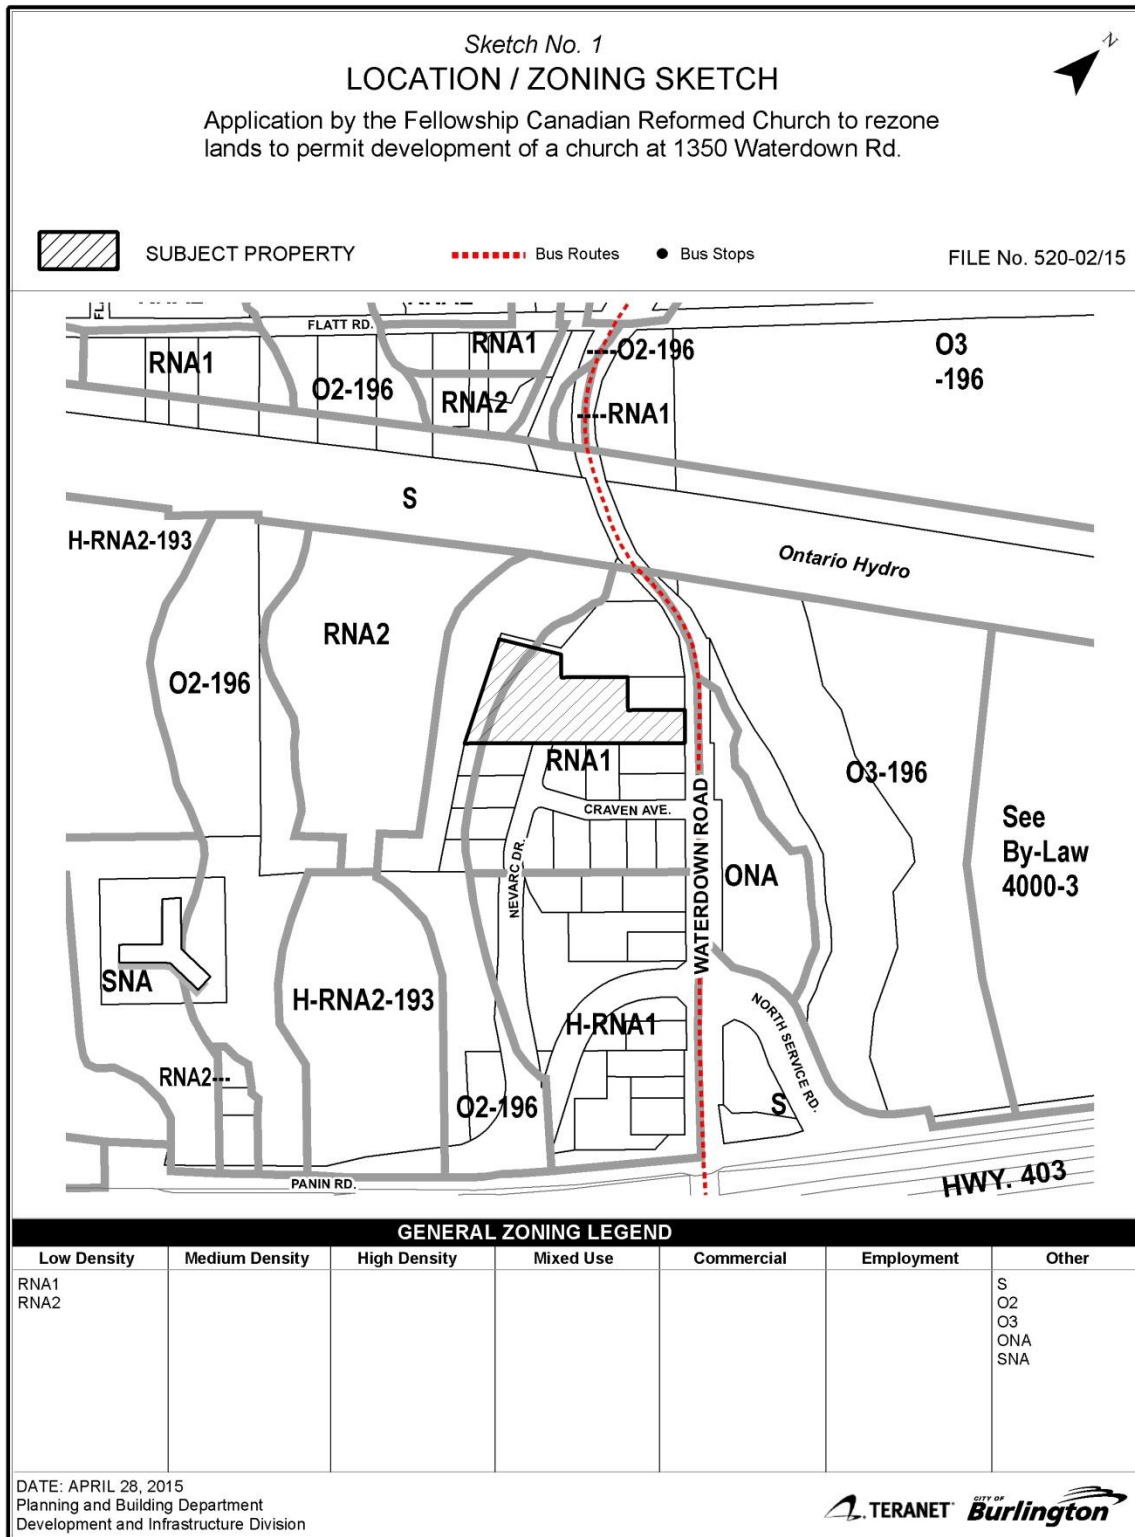 Sketch No. 1
LOCATION / ZONING SKETCH
N
Application by the Fellowship Canadian Reformed Church to rezone
lands to permit development of a church at 1350 Waterdown Rd.
SUBJECT PROPERTY
Bus Routes
Bus Stops
FILE No. 520-02/15
FLATT RD.
RNA1
O2-196
RNA1
RNA2
----O2-196
----RNA1
O3
-196
S
Ontario Hydro
H-RNA2-193
RNA2
O2-196
RNA1
CRAVEN AVE.
NEVARC DR.
WATERDOWN ROAD
ONA
O3-196
See
By-Law
4000-3
SNA
H-RNA2-193
H-RNA1
NORTH SERVICE RD.
RNA2---
O2-196
S
PANIN RD.
HWY. 403
GENERAL ZONING LEGEND
Low Density Medium Density High Density Mixed Use Commercial Employment Other
RNA1
RNA2
S
O2
O3
ONA
SNA
DATE: APRIL 28, 2015
Planning and Building Department
Development and Infrastructure Division
TERANET
CITY OF
Burlington